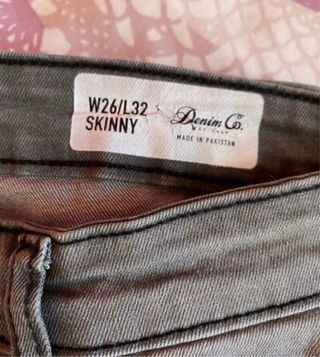 W26/L32
SKINNY
Denim Co.
MADE IN PAKISTAN